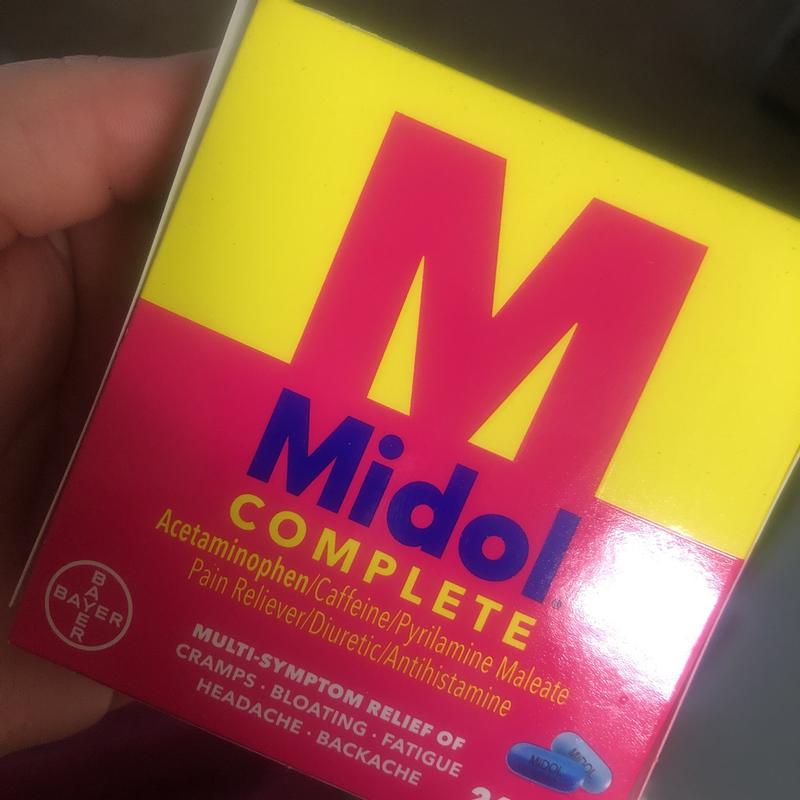 M
Midol
COMPLETE
Acetaminophen/Caffeine/Pyrilamine Maleate
Pain Reliever/Diuretic/Antihistamine
BAYER
BAYER
MULTI-SYMPTOM RELIEF OF
CRAMPS · BLOATING · FATIGUE
HEADACHE · BACKACHE
MIDOL
MIDOL